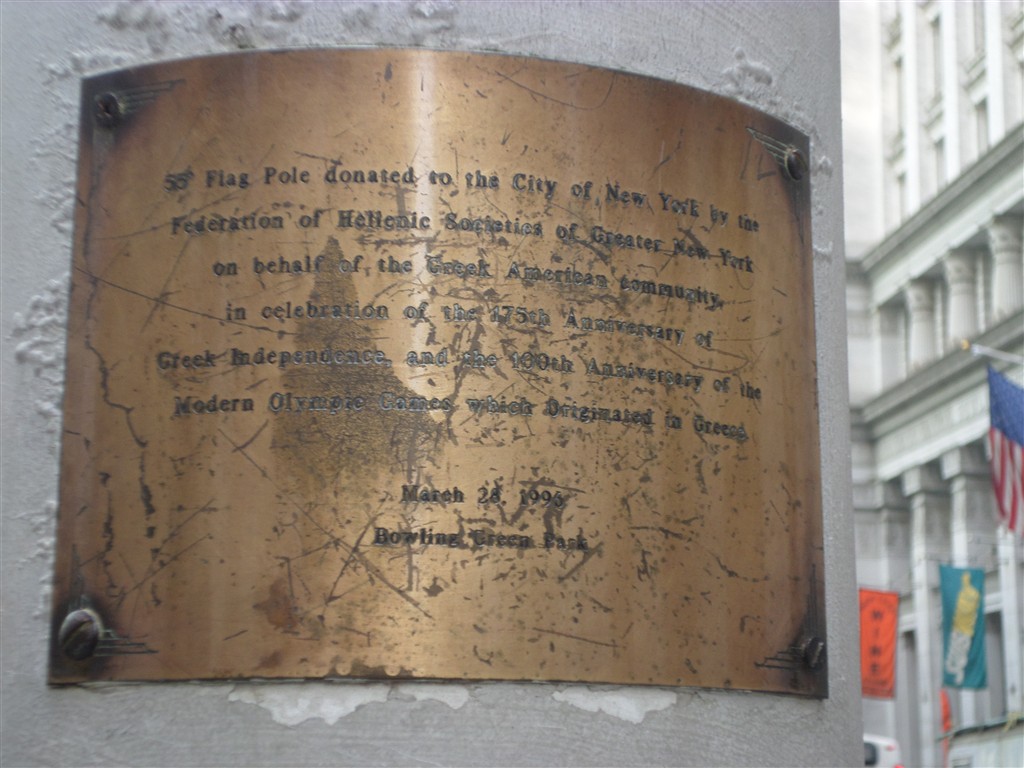 55' Flag Pole donated to the City of New York by the
Federation of Hellenic Societies of Greater New York
on behalf of the Greek American community,
in celebration of the 175th Anniversary of
Greek Independence and the 100th Anniversary of the
Modern Olympic Games which Originated in Greece
March 28, 1996
Bowling Green Park
WINE